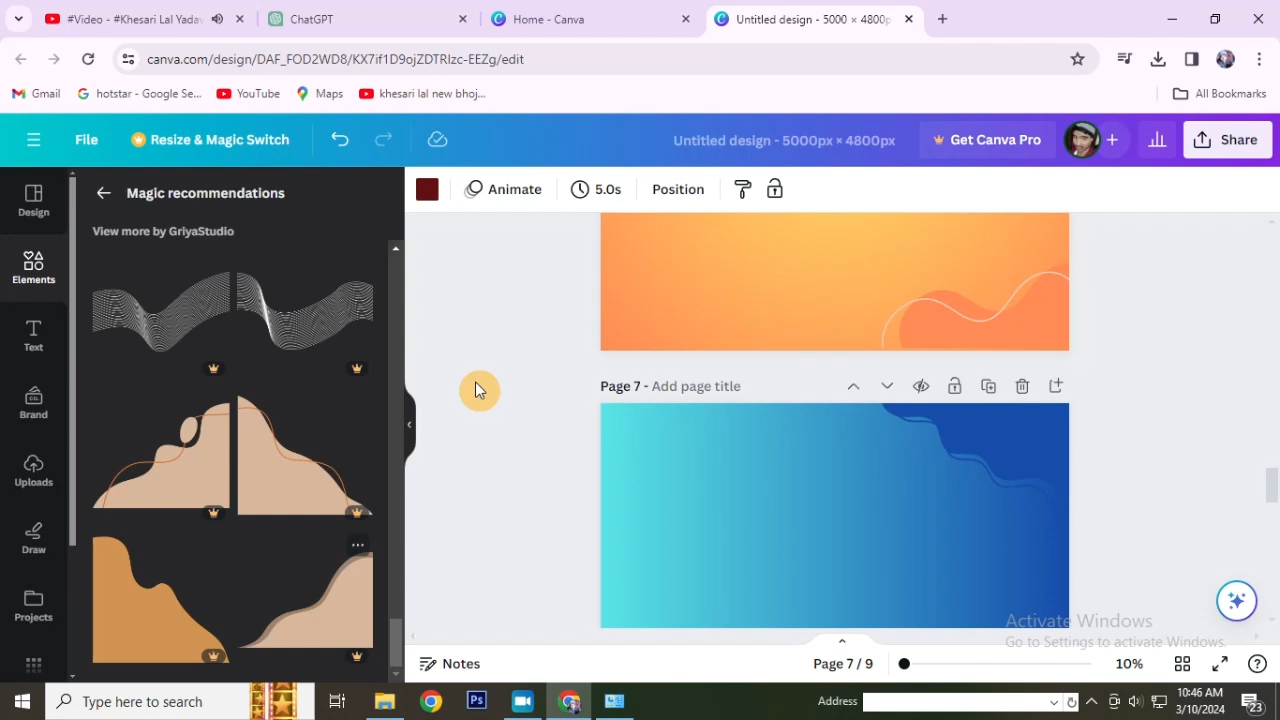 #Video - #Khesari Lal Yadav
ChatGPT
Home - Canva
Untitled design - 5000 × 4800p
canva.com/design/DAF_FOD2WD8/KX7if1D9ojZDTRIzc-EEZg/edit
Gmail
hotstar - Google Se...
YouTube
Maps
khesari lal new bhoj...
All Bookmarks
File
Resize & Magic Switch
Untitled design - 5000px × 4800px
Get Canva Pro
Share
Design
Elements
Text
Brand
Uploads
Draw
Projects
Magic recommendations
View more by GriyaStudio
Animate
5.0s
Position
Page 7 - Add page title
Activate Windows
Go to Settings to activate Windows.
Notes
Page 7 / 9
10%
Type here to search
Ps
Address
10:46 AM
3/10/2024
23